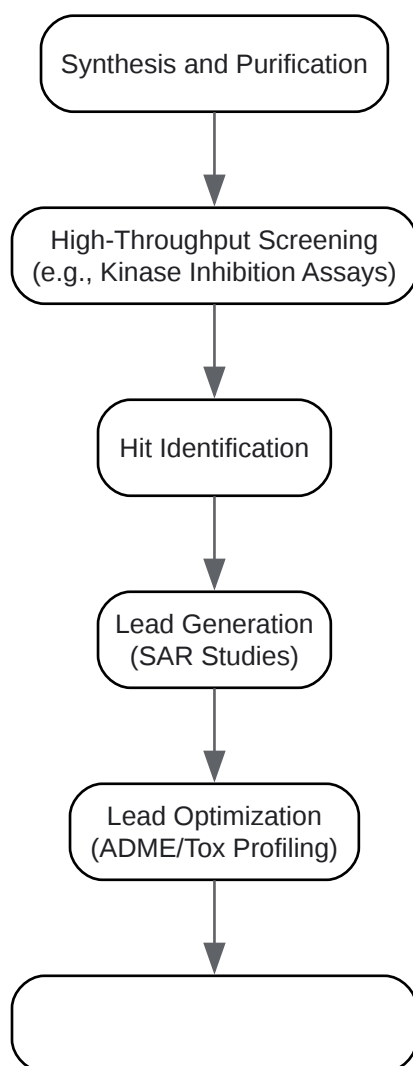 Synthesis and Purification
High-Throughput Screening
(e.g., Kinase Inhibition Assays)
Hit Identification
Lead Generation
(SAR Studies)
Lead Optimization
(ADME/Tox Profiling)